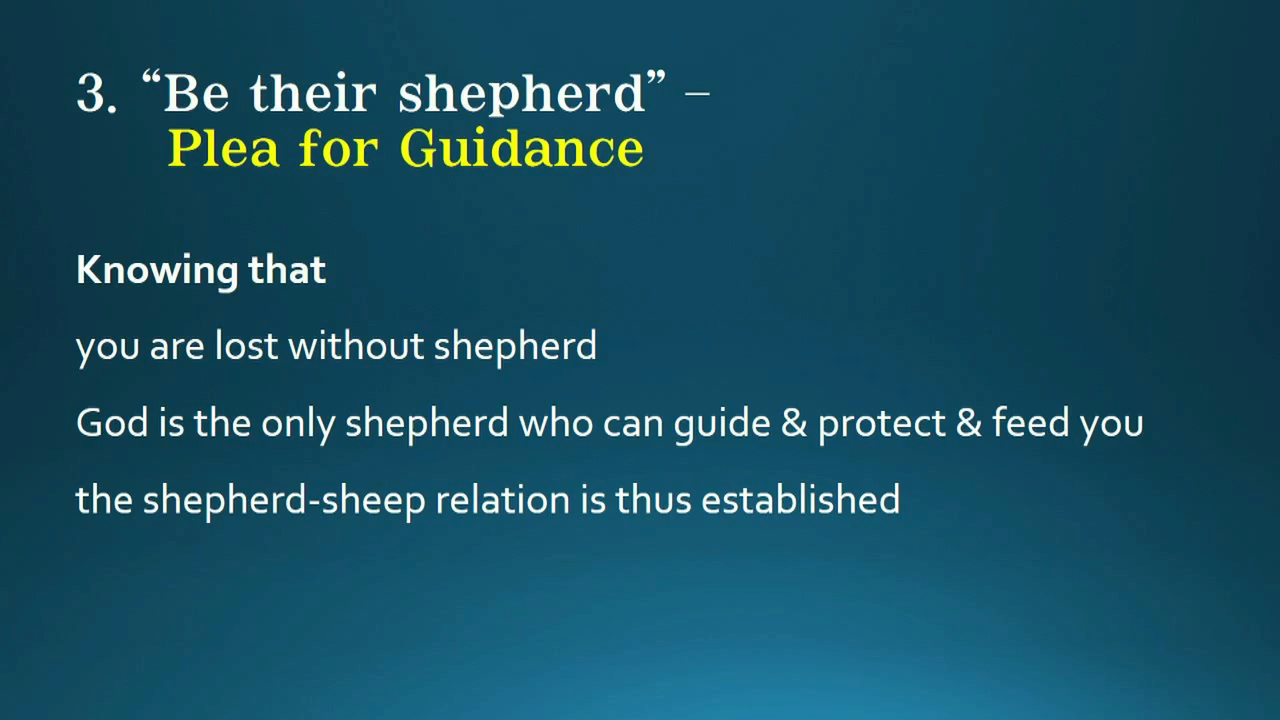 3. “Be their shepherd” –
Plea for Guidance
Knowing that
you are lost without shepherd
God is the only shepherd who can guide & protect & feed you
the shepherd-sheep relation is thus established